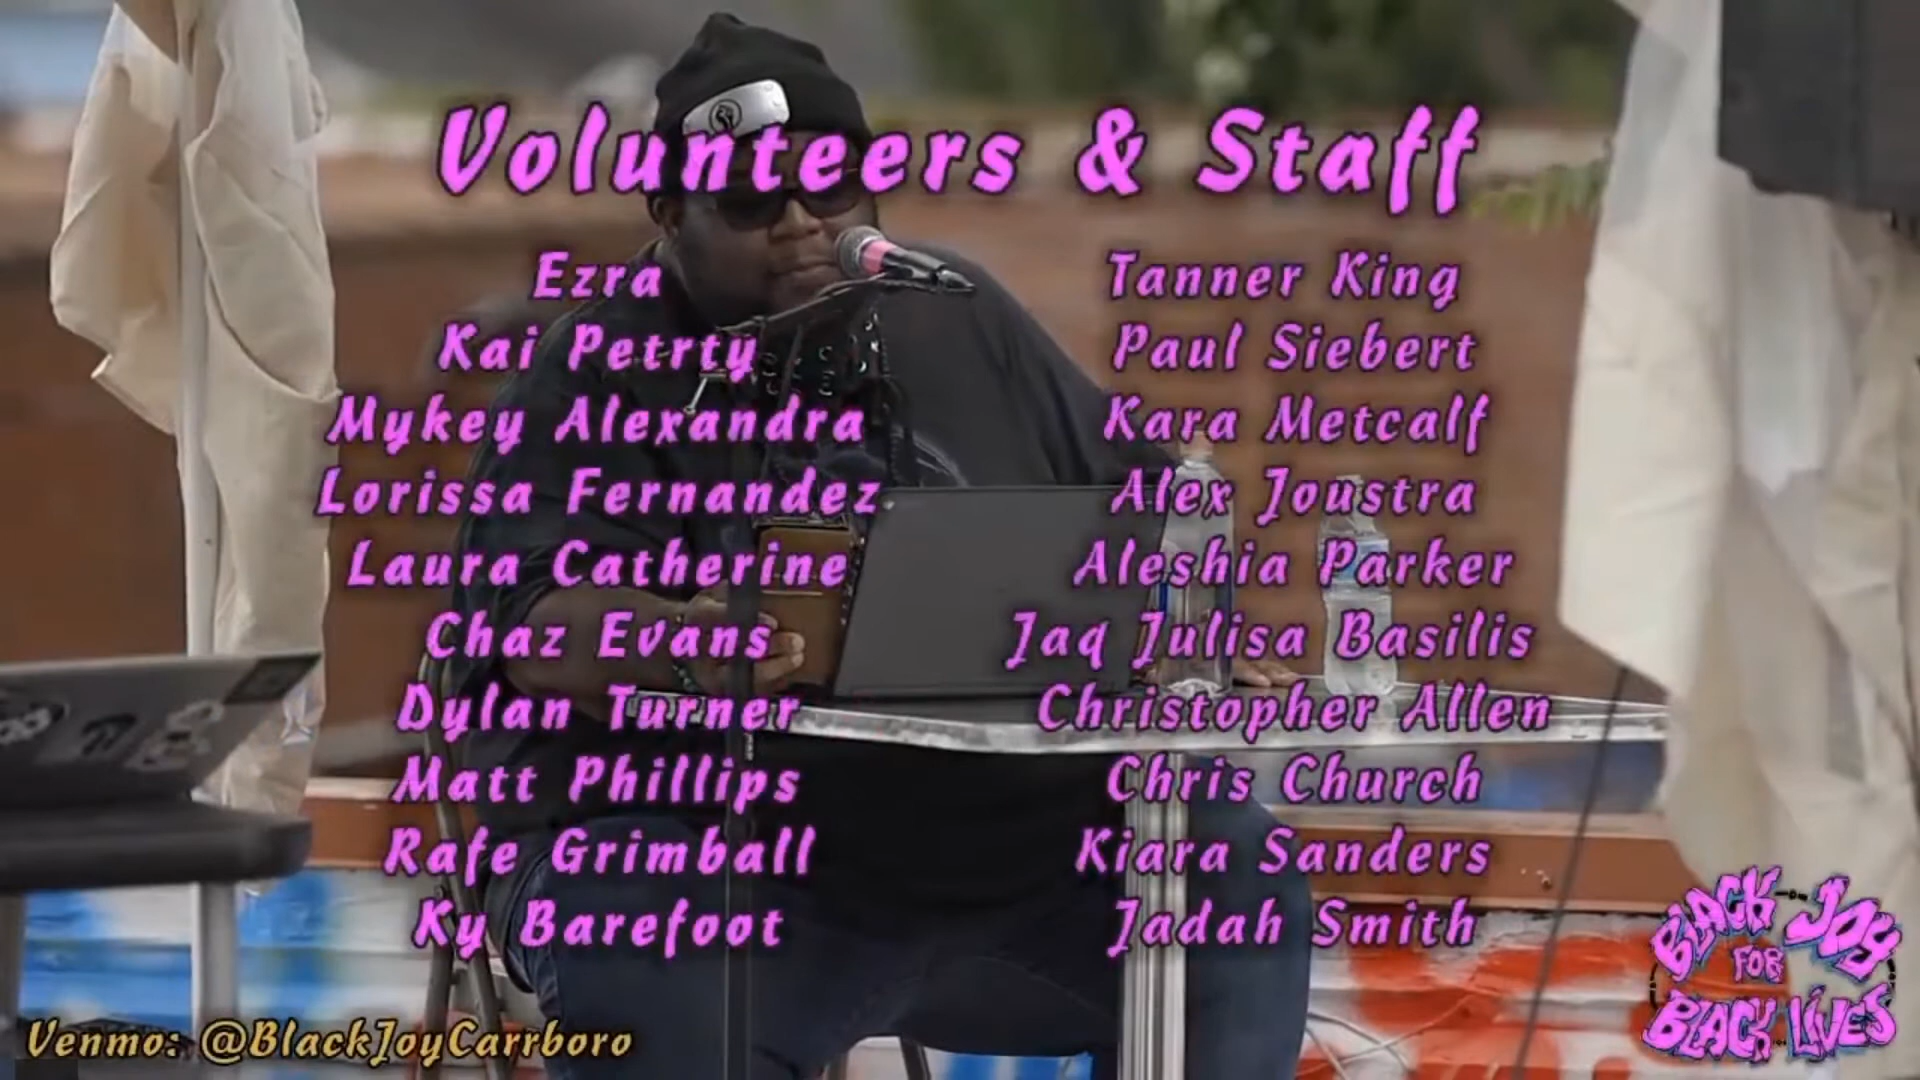 Volunteers & Staff
Ezra
Kai Petrty
Mykey Alexandra
Lorissa Fernandez
Laura Catherine
Chaz Evans
Dylan Turner
Matt Phillips
Rafe Grimball
Ky Barefoot
Tanner King
Paul Siebert
Kara Metcalf
Alex Joustra
Aleshia Parker
Jaq Julisa Basilis
Christopher Allen
Chris Church
Kiara Sanders
Jadah Smith
Venmo: @BlackJoyCarrboro
BLACK JOY
FOR
BLACK LIVES